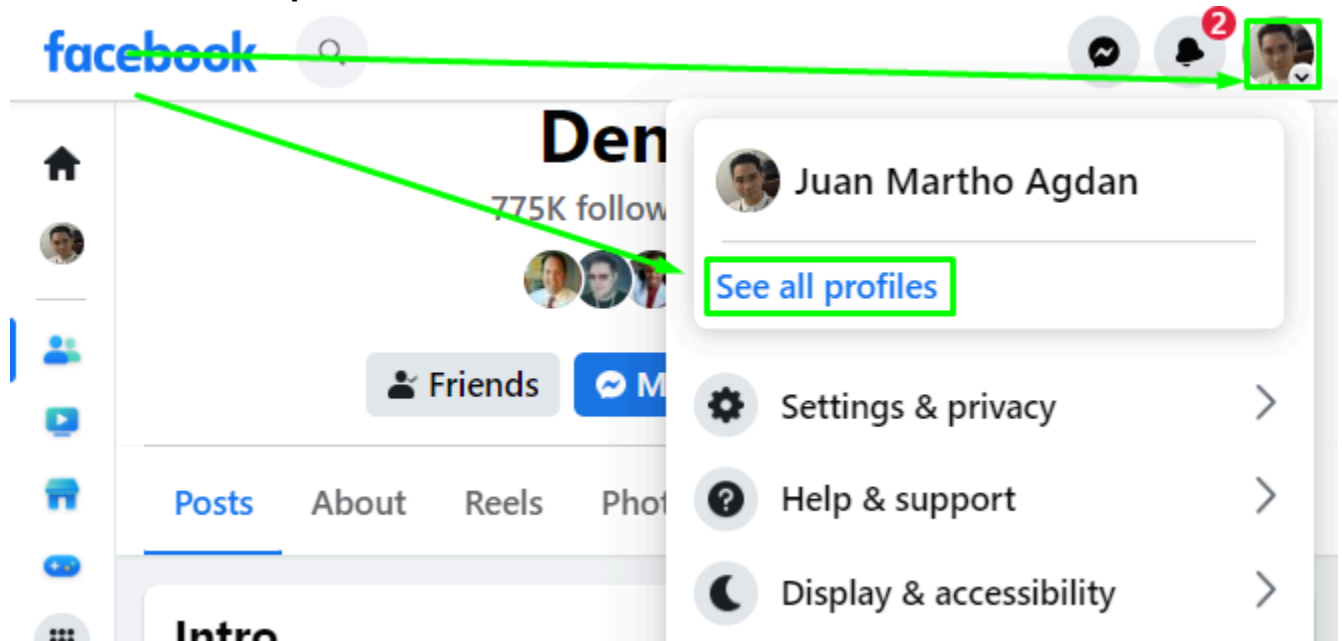 facebook
2
Den
775K follow
Juan Martho Agdan
See all profiles
Friends
M
Settings & privacy
Posts About Reels Phot
Help & support
Display & accessibility
Intro